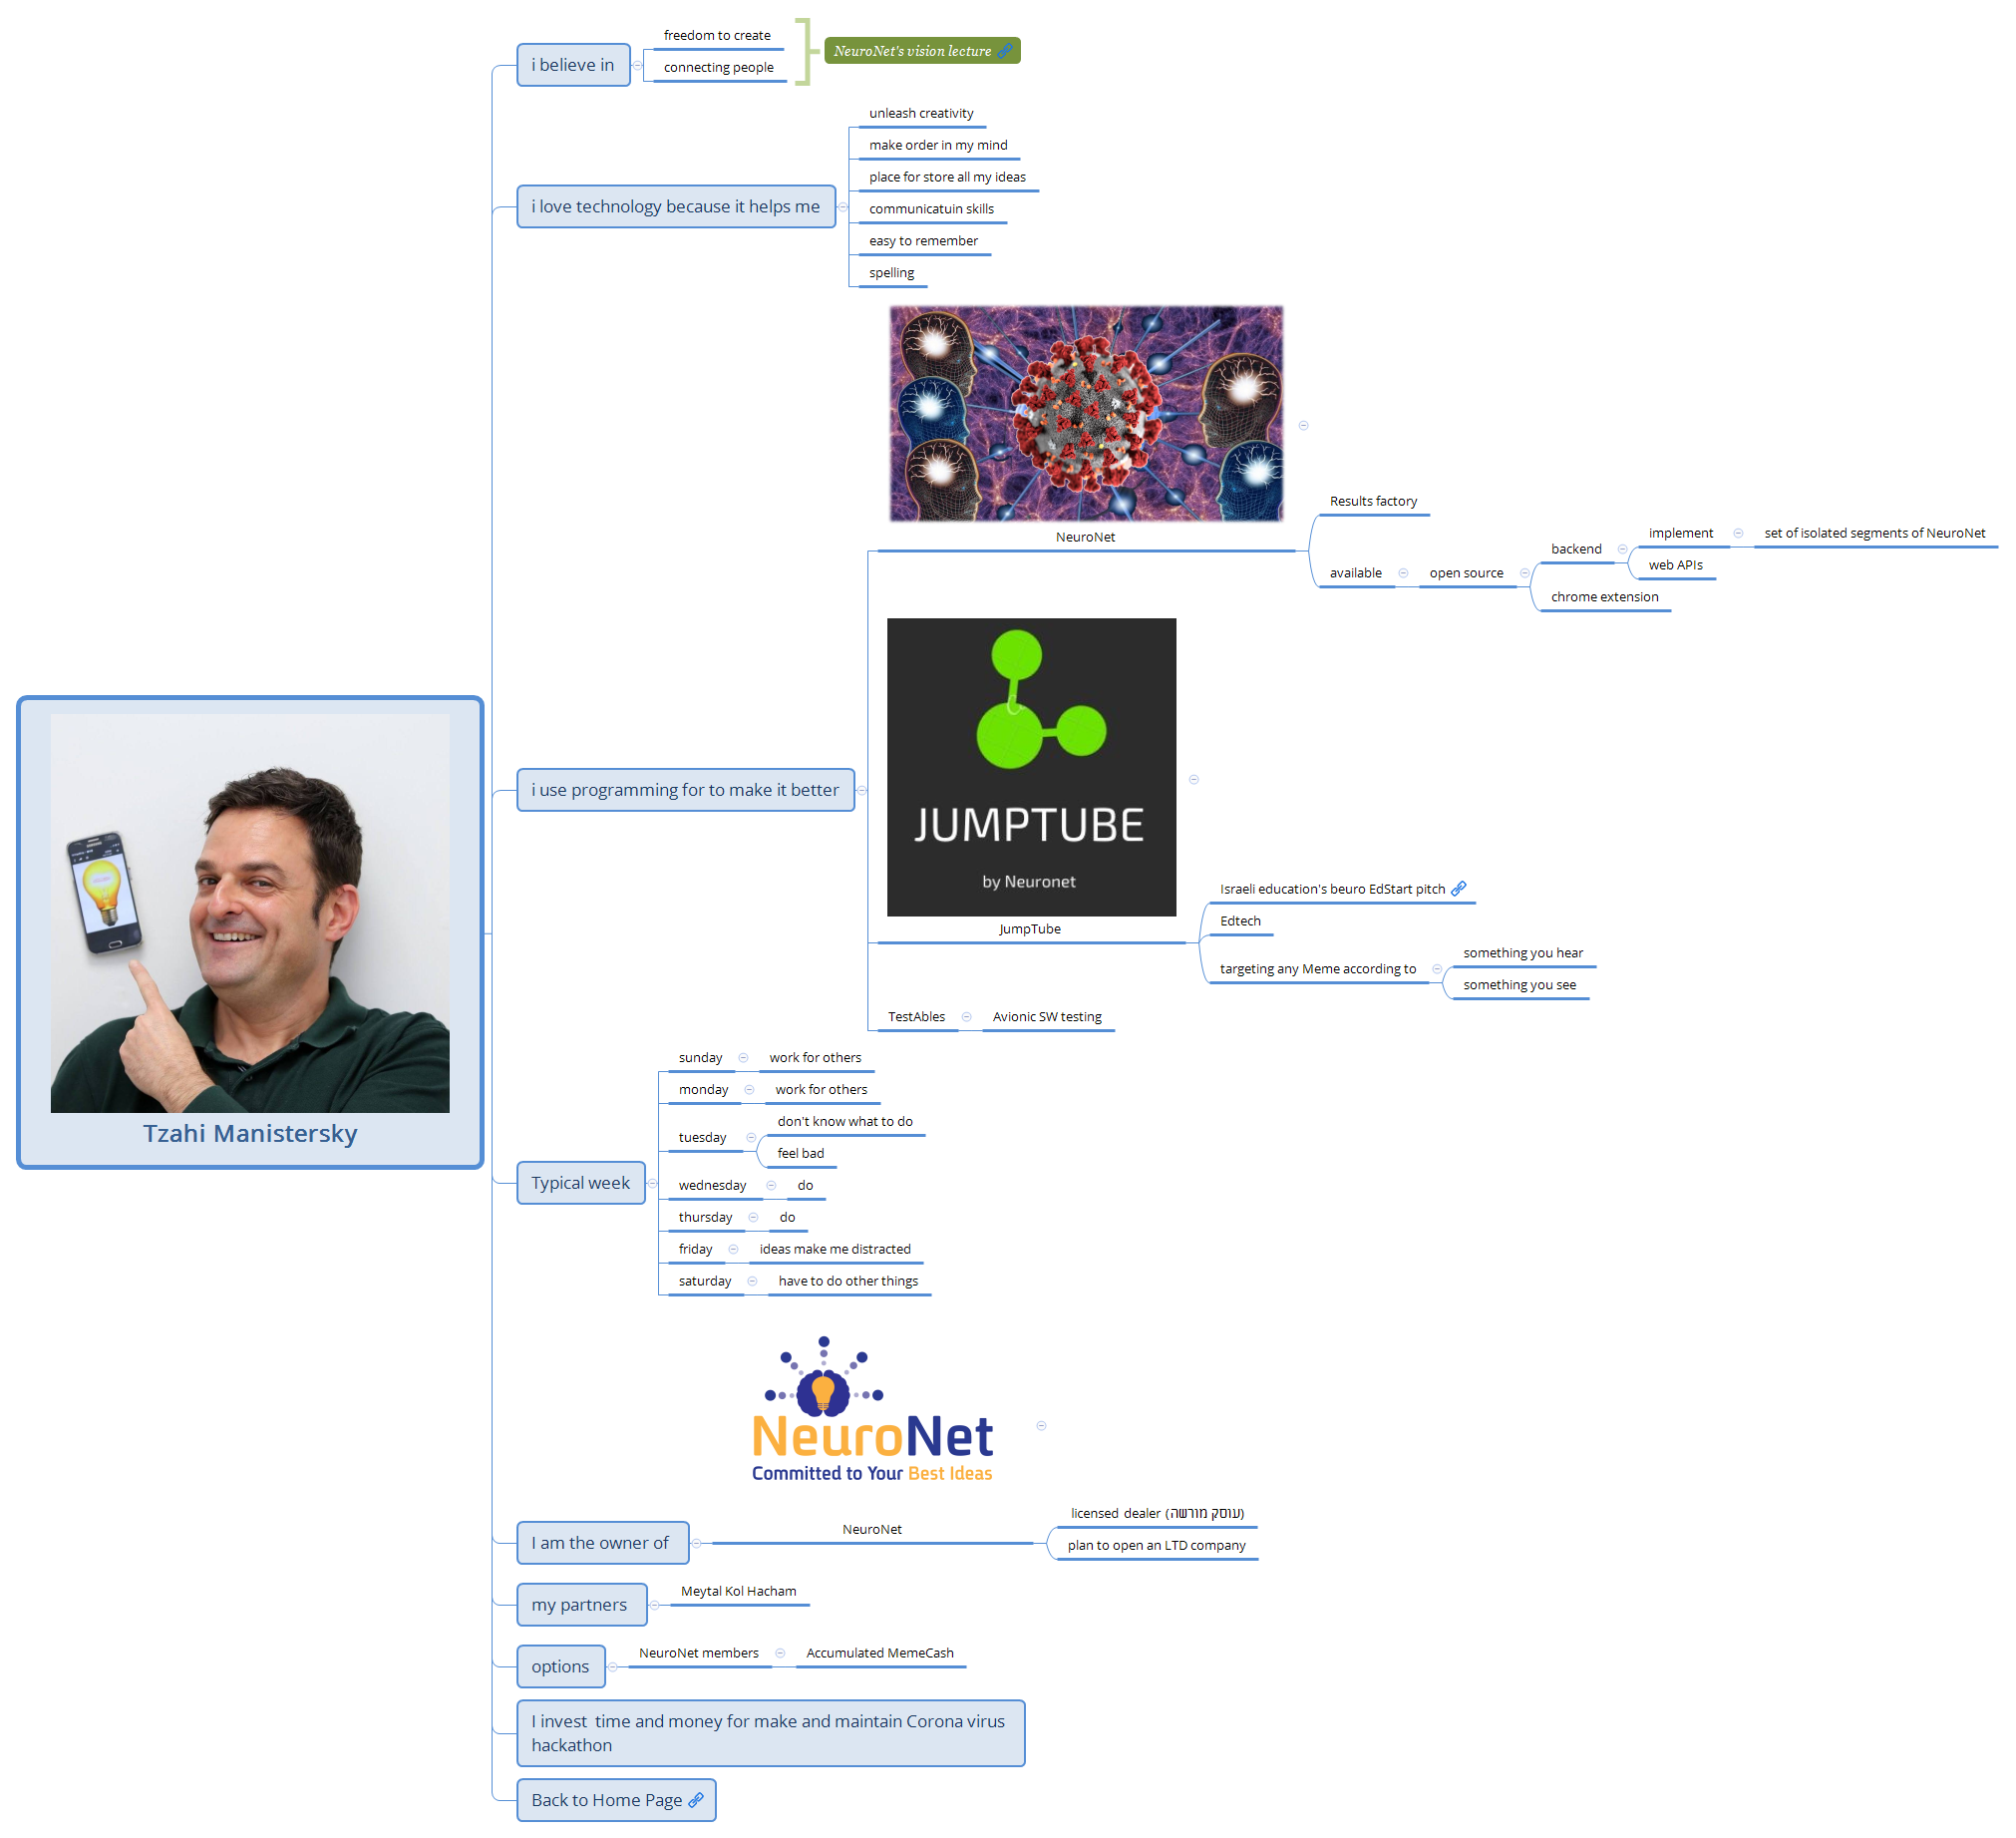 i believe in
freedom to create
connecting people
NeuroNet's vision lecture
i love technology because it helps me
unleash creativity
make order in my mind
place for store all my ideas
communicatuin skills
easy to remember
spelling
i use programming for to make it better
NeuroNet
Results factory
available
open source
backend
implement
set of isolated segments of NeuroNet
web APIs
chrome extension
JUMPTUBE
by Neuronet
JumpTube
Israeli education's beuro EdStart pitch
Edtech
targeting any Meme according to
something you hear
something you see
TestAbles
Avionic SW testing
Tzahi Manistersky
Typical week
sunday
work for others
monday
work for others
tuesday
don't know what to do
feel bad
wednesday
do
thursday
do
friday
ideas make me distracted
saturday
have to do other things
NeuroNet
Committed to Your Best Ideas
I am the owner of
NeuroNet
licensed dealer (עוסק מורשה)
plan to open an LTD company
my partners
Meytal Kol Hacham
options
NeuroNet members
Accumulated MemeCash
I invest  time and money for make and maintain Corona virus
hackathon
Back to Home Page